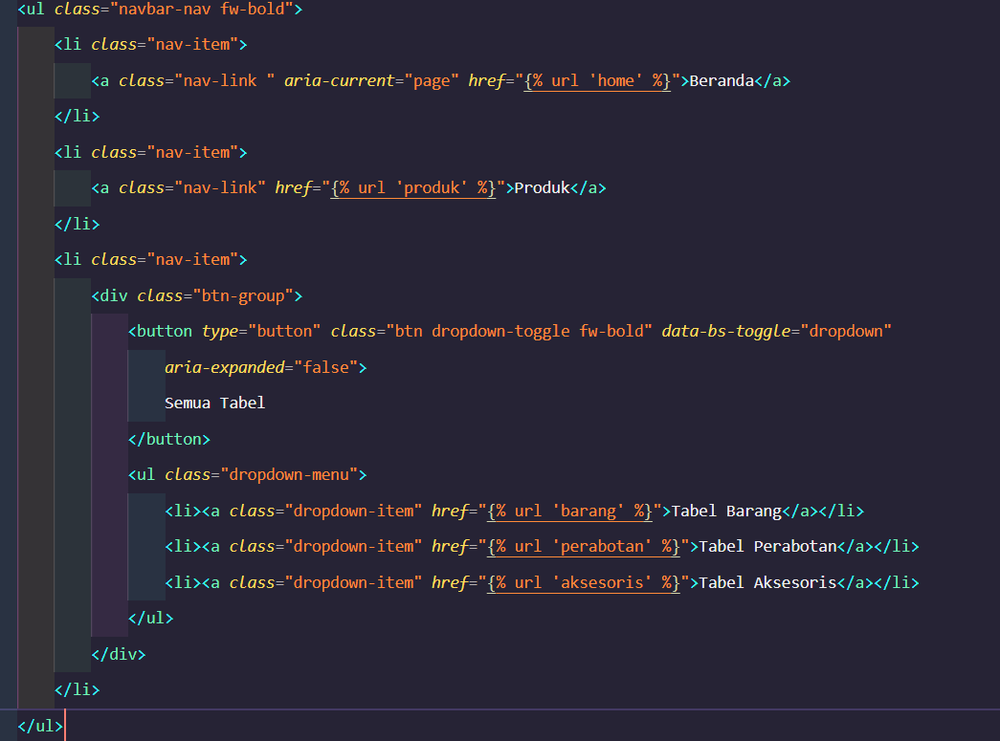 <ul class="navbar-nav fw-bold">
<li class="nav-item">
<a class="nav-link " aria-current="page" href="{% url 'home' %}">Beranda</a>
</li>
<li class="nav-item">
<a class="nav-link" href="{% url 'produk' %}">Produk</a>
</li>
<li class="nav-item">
<div class="btn-group">
<button type="button" class="btn dropdown-toggle fw-bold" data-bs-toggle="dropdown"
aria-expanded="false">
Semua Tabel
</button>
<ul class="dropdown-menu">
<li><a class="dropdown-item" href="{% url 'barang' %}">Tabel Barang</a></li>
<li><a class="dropdown-item" href="{% url 'perabotan' %}">Tabel Perabotan</a></li>
<li><a class="dropdown-item" href="{% url 'aksesoris' %}">Tabel Aksesoris</a></li>
</ul>
</div>
</li>
</ul>